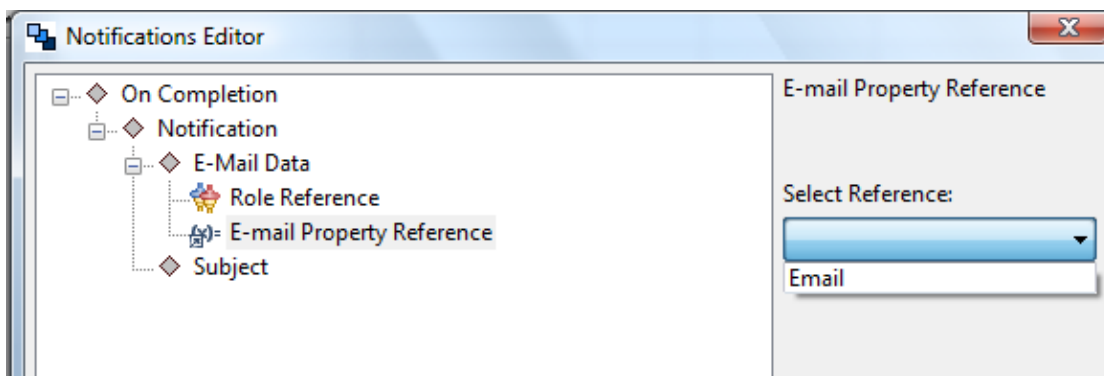 Notifications Editor
On Completion
Notification
E-Mail Data
Role Reference
(x)= E-mail Property Reference
Subject
E-mail Property Reference
Select Reference:
Email